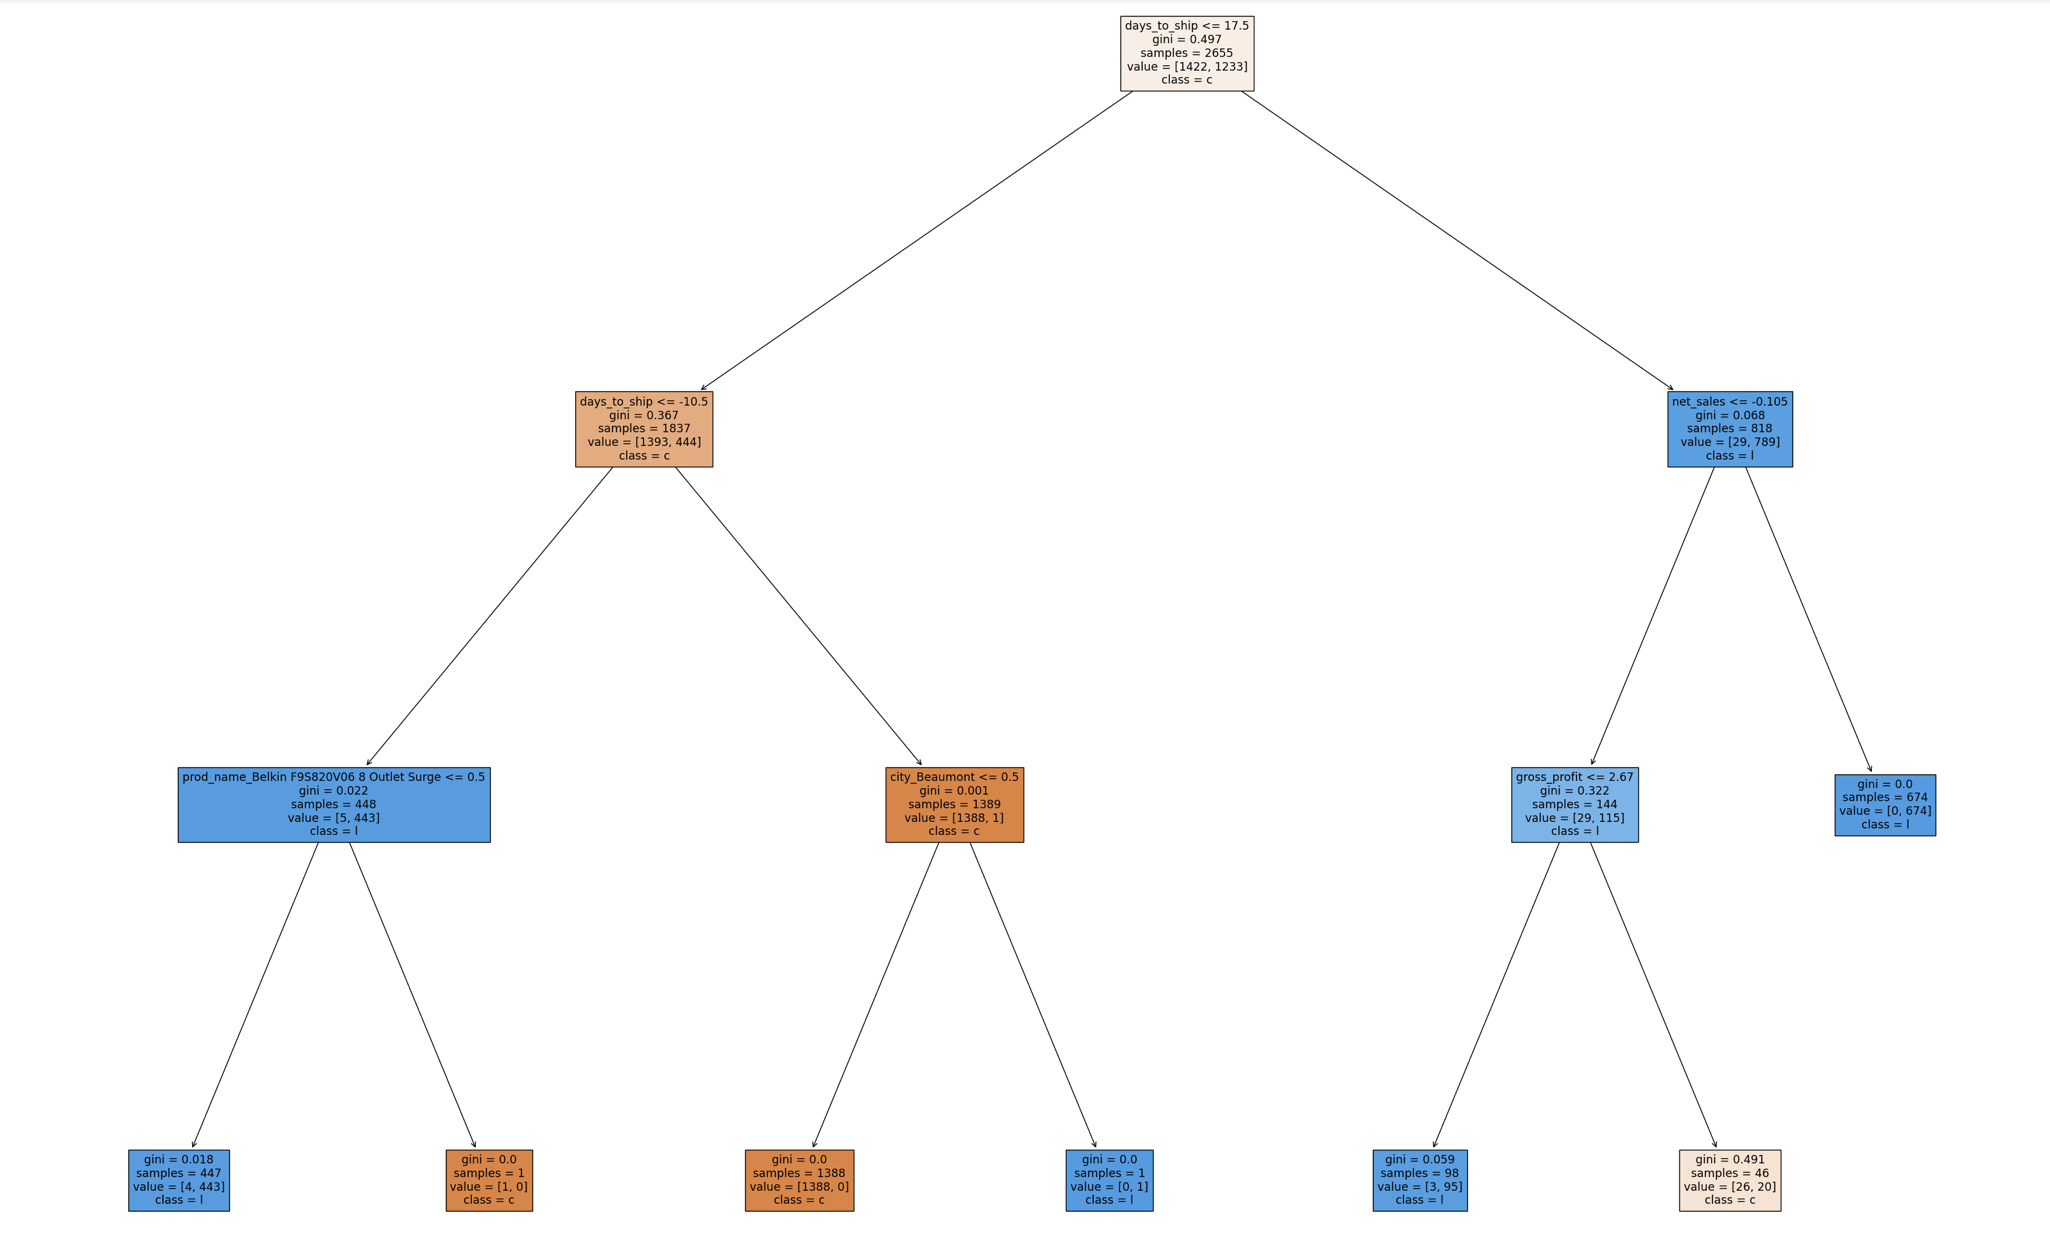 days_to_ship <= 17.5
gini = 0.497
samples = 2655
value = [1422, 1233]
class = c
days_to_ship <= -10.5
gini = 0.367
samples = 1837
value = [1393, 444]
class = c
net_sales <= -0.105
gini = 0.068
samples = 818
value = [29, 789]
class = l
prod_name_Belkin F9S820V06 8 Outlet Surge <= 0.5
gini = 0.022
samples = 448
value = [5, 443]
class = l
city_Beaumont <= 0.5
gini = 0.001
samples = 1389
value = [1388, 1]
class = c
gross_profit <= 2.67
gini = 0.322
samples = 144
value = [29, 115]
class = l
gini = 0.0
samples = 674
value = [0, 674]
class = l
gini = 0.018
samples = 447
value = [4, 443]
class = l
gini = 0.0
samples = 1
value = [1, 0]
class = c
gini = 0.0
samples = 1388
value = [1388, 0]
class = c
gini = 0.0
samples = 1
value = [0, 1]
class = l
gini = 0.059
samples = 98
value = [3, 95]
class = l
gini = 0.491
samples = 46
value = [26, 20]
class = c